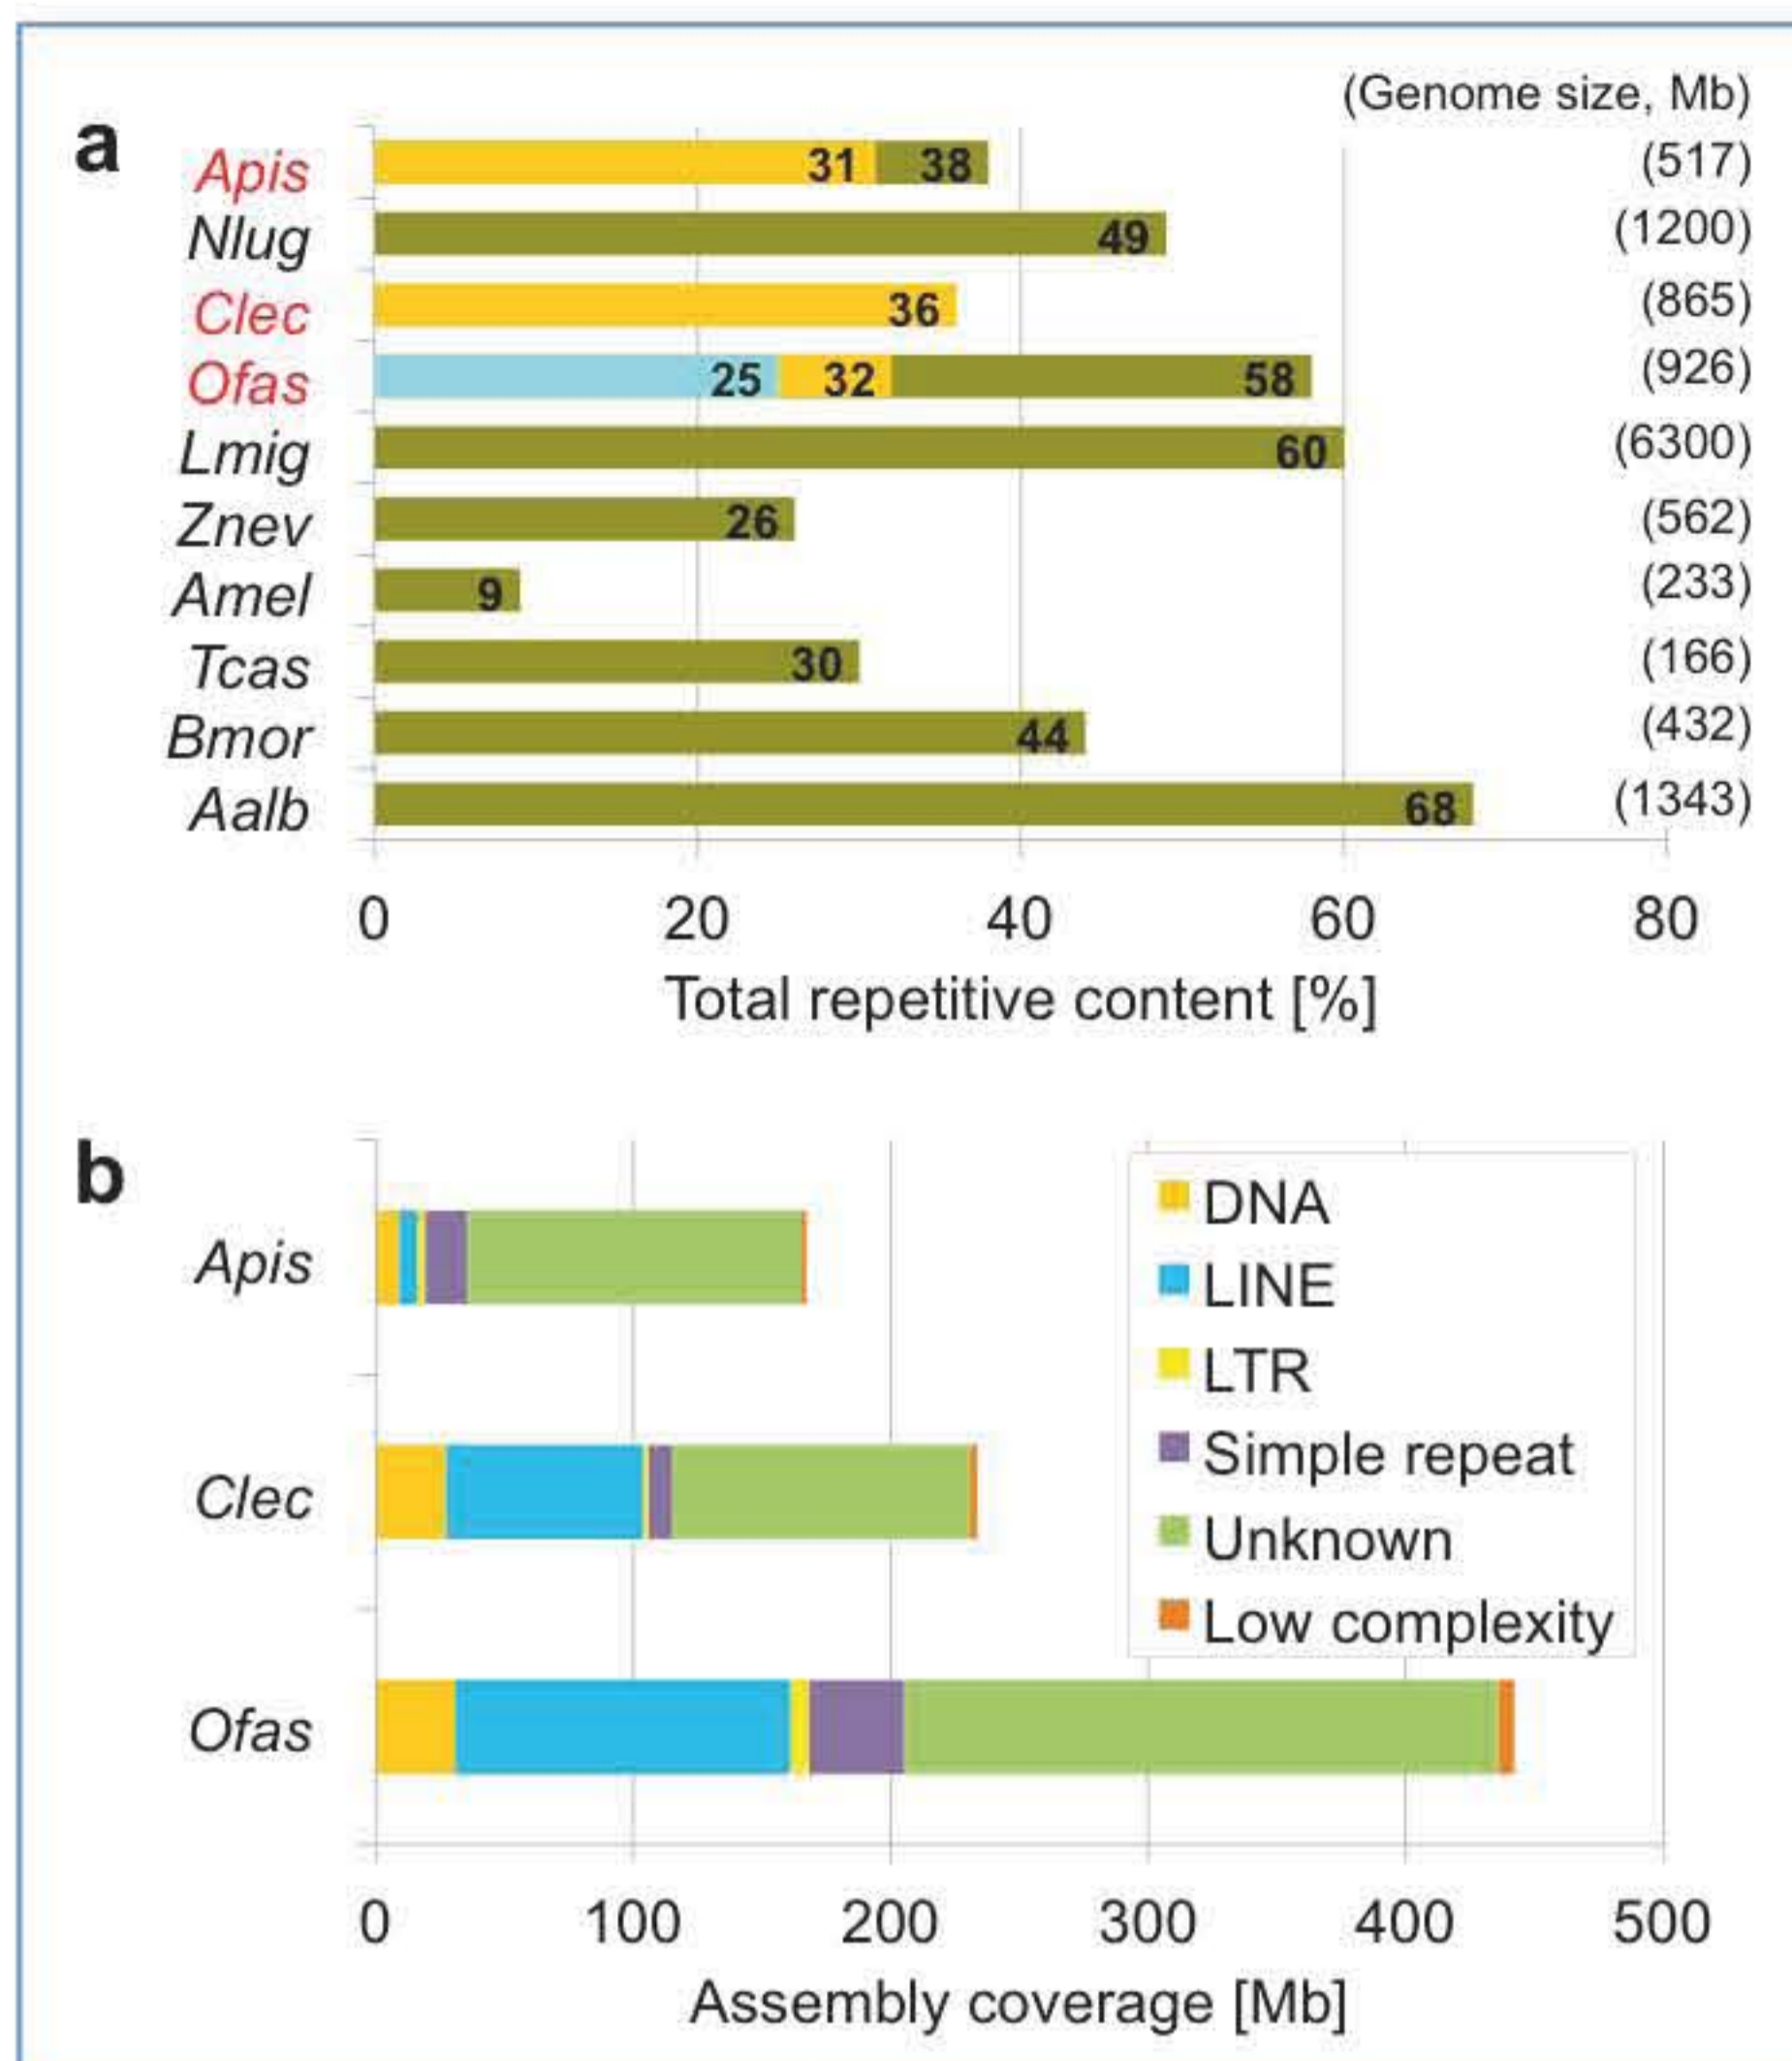 (Genome size, Mb)
a
Apis 31 38 (517)
Nlug 49 (1200)
Clec 36 (865)
Ofas 25 32 58 (926)
Lmig 60 (6300)
Znev 26 (562)
Amel 9 (233)
Tcas 30 (166)
Bmor 44 (432)
Aalb 68 (1343)
0 20 40 60 80
Total repetitive content [%]
b
Apis
Clec
Ofas
DNA
LINE
LTR
Simple repeat
Unknown
Low complexity
0 100 200 300 400 500
Assembly coverage [Mb]